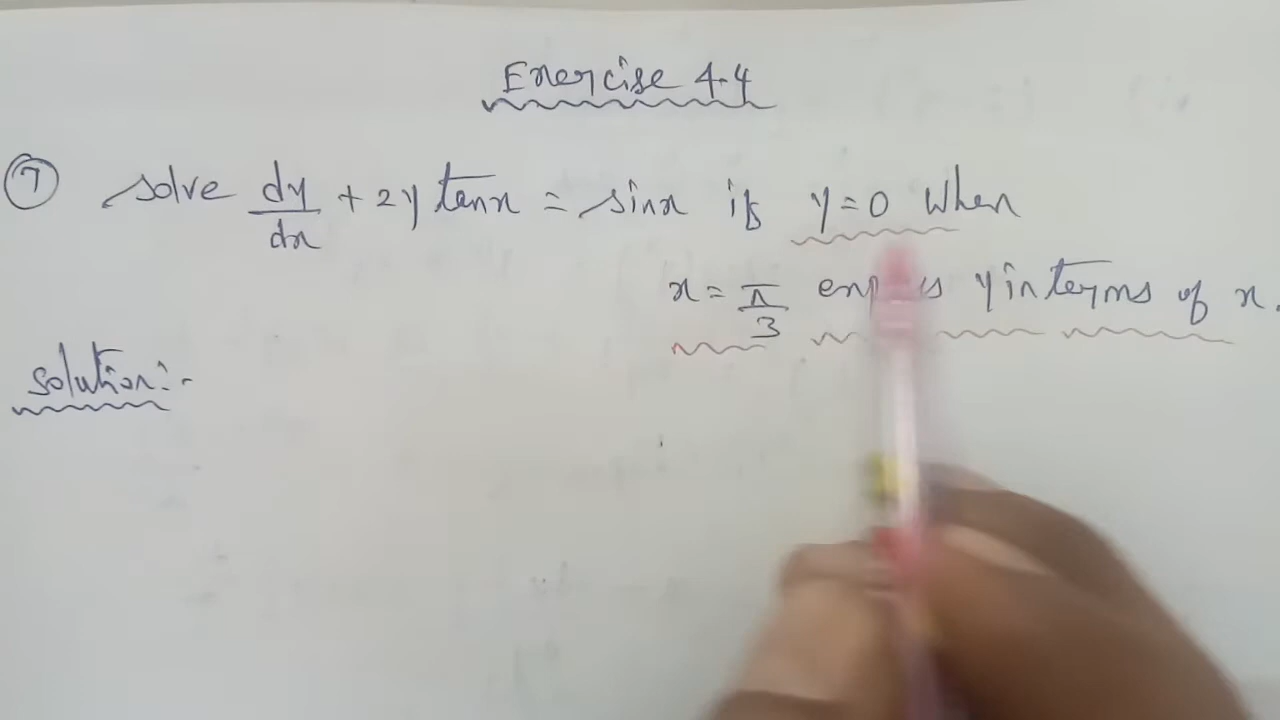 Exercise 4.4
⑦ solve dy/dx + 2y tanx = sinx if y=0 when
x = π/3 y in terms of x.
solution:-